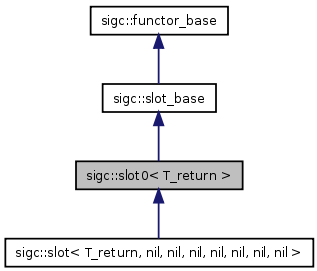 sigc::functor_base
sigc::slot_base
sigc::slot0< T_return >
sigc::slot< T_return, nil, nil, nil, nil, nil, nil, nil >